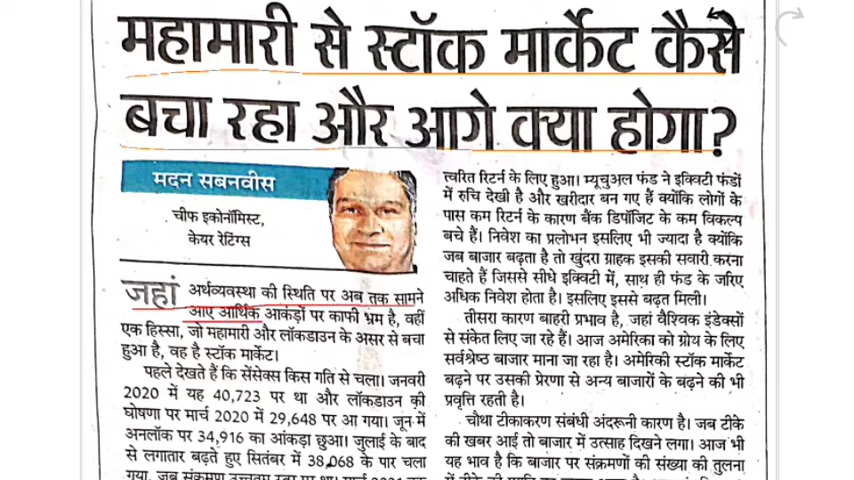 महामारी से स्टॉक मार्केट कैसे
बचा रहा और आगे क्या होगा?
मदन सबनवीस
चीफ इकोनॉमिस्ट,
केयर रेटिंग्स
जहां अर्थव्यवस्था की स्थिति पर अब तक सामने
आए आर्थिक आकंड़ों पर काफी भ्रम है, वहीं
एक हिस्सा, जो महामारी और लॉकडाउन के असर से बचा
हुआ है, वह है स्टॉक मार्केट।
पहले देखते हैं कि सेंसेक्स किस गति से चला। जनवरी
2020 में यह 40,723 पर था और लॉकडाउन की
घोषणा पर मार्च 2020 में 29,648 पर आ गया। जून में
अनलॉक पर 34,916 का आंकड़ा छुआ। जुलाई के बाद
से लगातार बढ़ते हुए सितंबर में 38,068 के पार चला
गया, जब संक्रमण
त्वरित रिटर्न के लिए हुआ। म्यूचुअल फंड ने इक्विटी फंडों
में रुचि देखी है और खरीदार बन गए हैं क्योंकि लोगों के
पास कम रिटर्न के कारण बैंक डिपॉजिट के कम विकल्प
बचे हैं। निवेश का प्रलोभन इसलिए भी ज्यादा है क्योंकि
जब बाजार बढ़ता है तो खुंदरा ग्राहक इसकी सवारी करना
चाहते हैं जिससे सीधे इक्विटी में, साथ ही फंड के जरिए
अधिक निवेश होता है। इसलिए इससे बढ़त मिली।
तीसरा कारण बाहरी प्रभाव है, जहां वैश्विक इंडेक्सों
से संकेत लिए जा रहे हैं। आज अमेरिका को ग्रोथ के लिए
सर्वश्रेष्ठ बाजार माना जा रहा है। अमेरिकी स्टॉक मार्केट
बढ़ने पर उसकी प्रेरणा से अन्य बाजारों के बढ़ने की भी
प्रवृत्ति रहती है।
चौथा टीकाकरण संबंधी अंदरूनी कारण है। जब टीके
की खबर आई तो बाजार में उत्साह दिखने लगा। आज भी
यह भाव है कि बाजार पर संक्रमणों की संख्या की तुलना